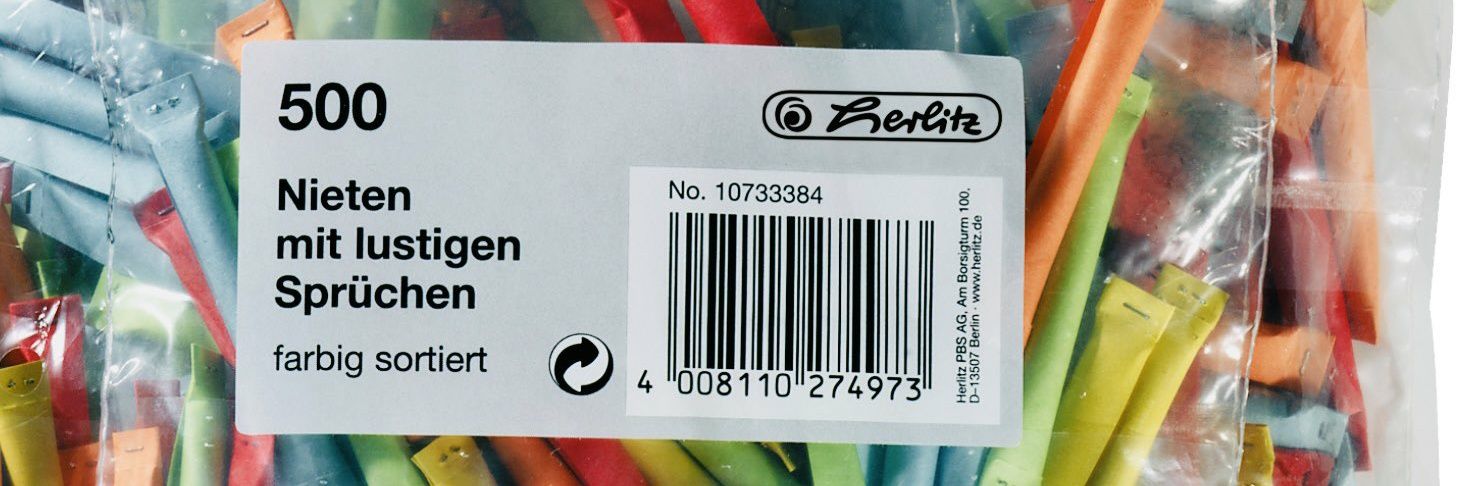 500
Herlitz
Nieten
mit lustigen
Sprüchen
farbig sortiert
No. 10733384
4 008110 274973
Herlitz PBS AG, Am Borsigturm 100,
D–13507 Berlin · www.herlitz.de